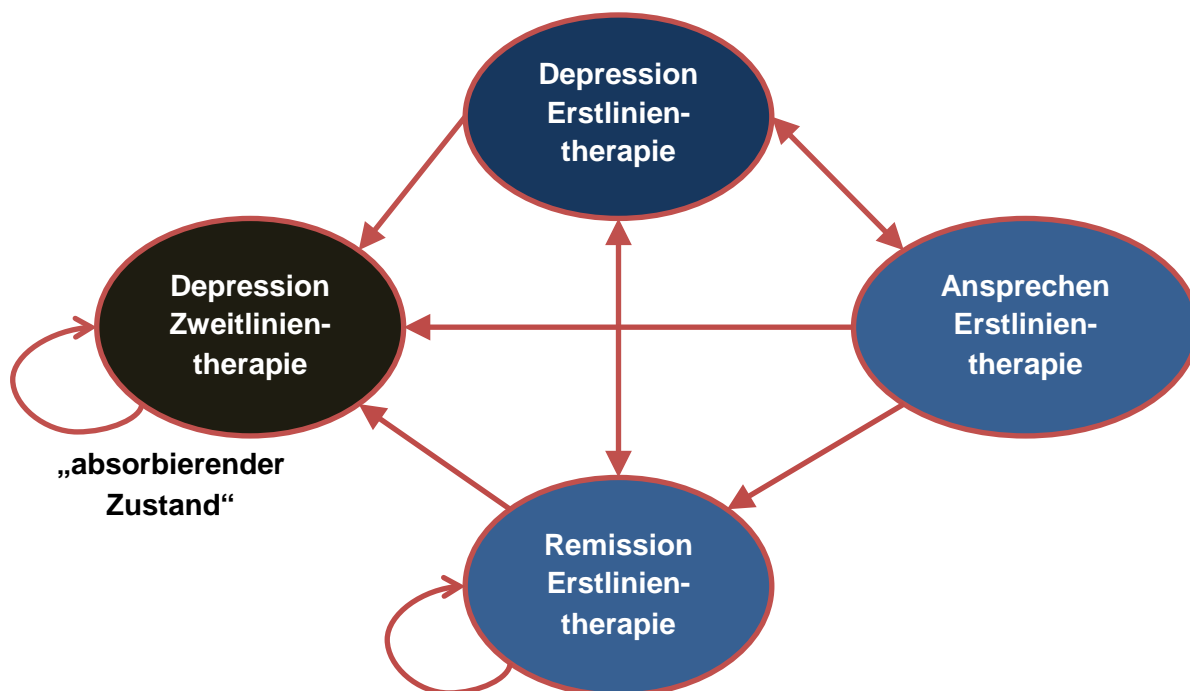 Depression
Erstlinien-
therapie
Depression
Zweitlinien-
therapie
Ansprechen
Erstlinien-
therapie
„absorbierender
Zustand“
Remission
Erstlinien-
therapie